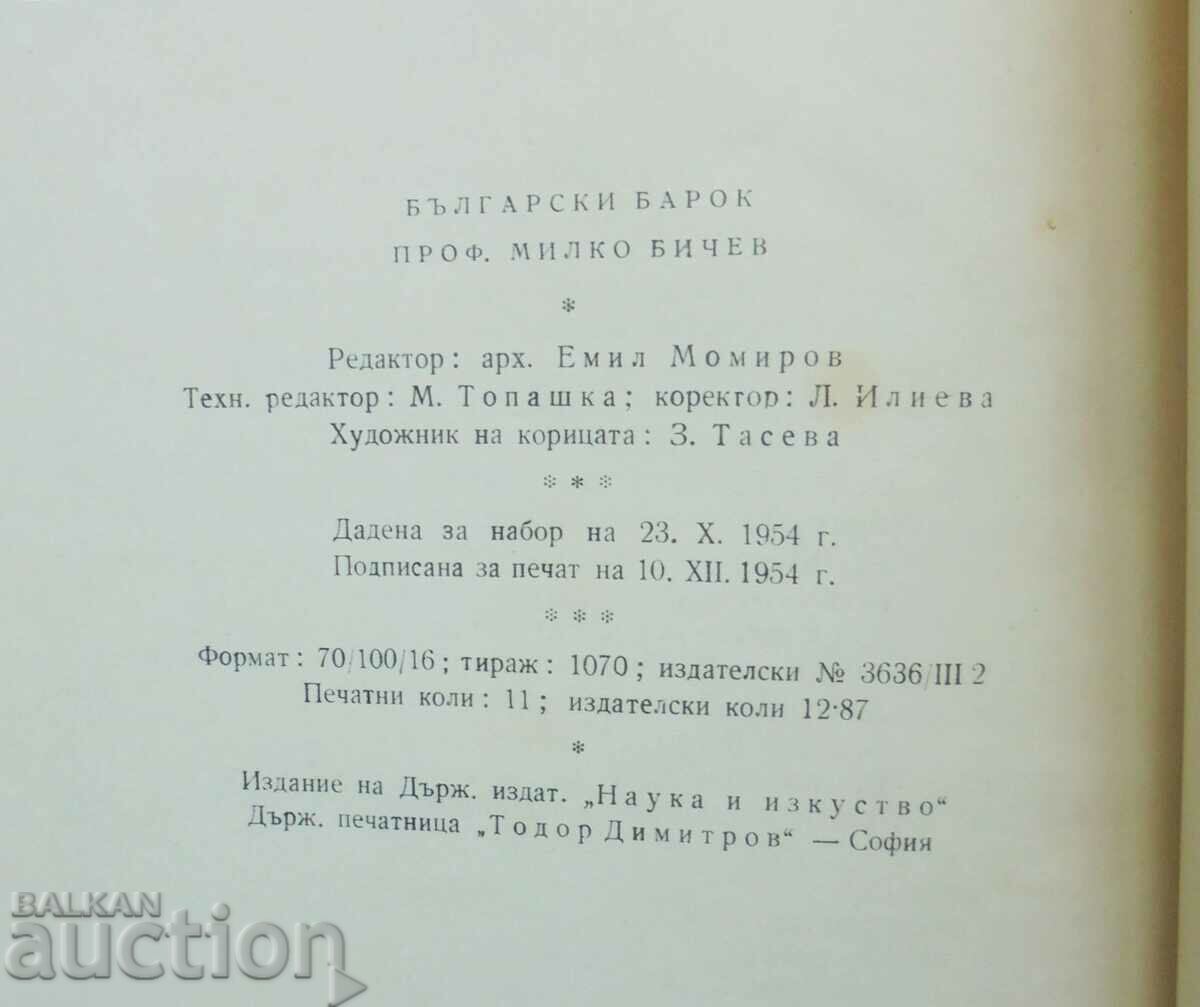 БЪЛГАРСКИ БАРОК
ПРОФ. МИЛКО БИЧЕВ
*
Редактор: арх. Емил Момиров
Техн. редактор: М. Топашка; коректор: Л. Илиева
Художник на корицата: З. Тасева
* * *
Дадена за набор на 23. X. 1954 г.
Подписана за печат на 10. XII. 1954 г.
* * *
Формат: 70/100/16; тираж: 1070; издателски № 3636/III 2
Печатни коли: 11; издателски коли 12·87
*
Издание на Държ. издат. „Наука и изкуство“
Държ. печатница „Тодор Димитров“ — София
BALKAN
auction